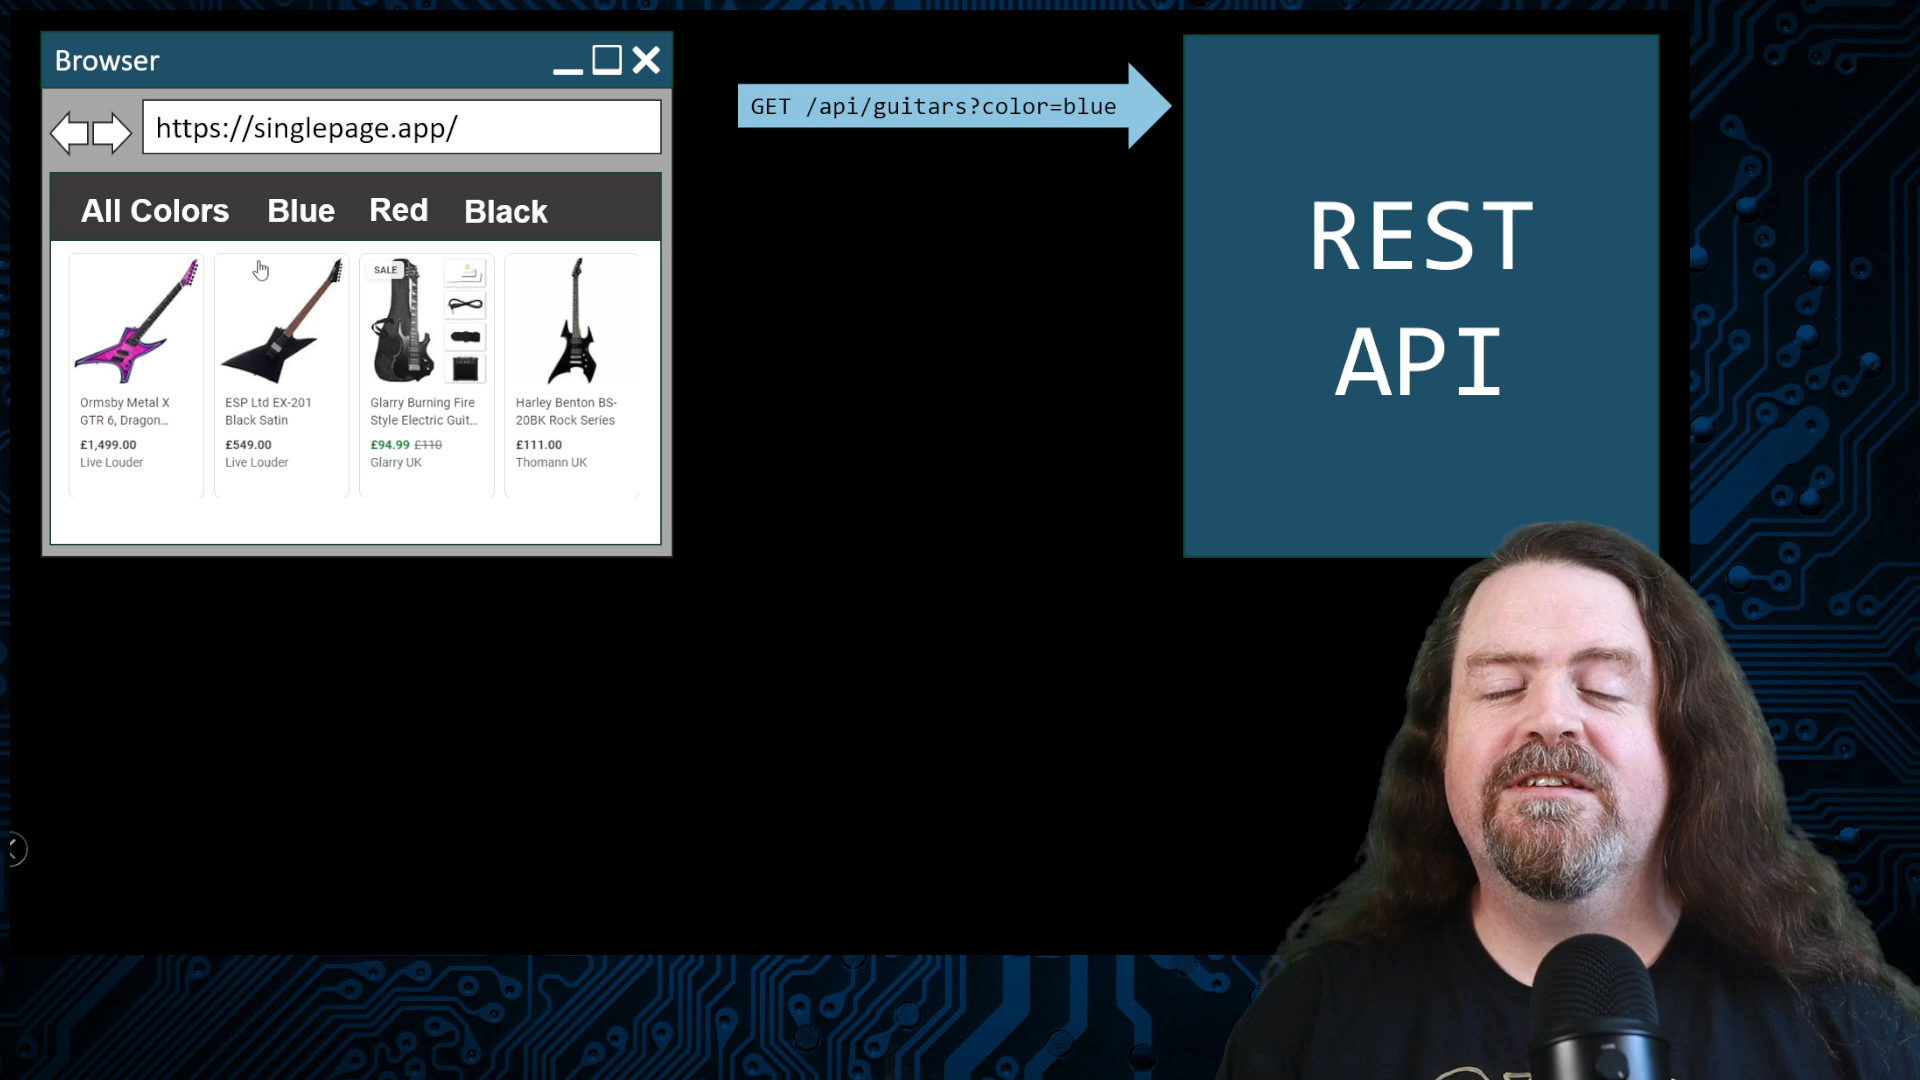 Browser
https://singlepage.app/
All Colors Blue Red Black
SALE
Ormsby Metal X
GTR 6, Dragon...
£1,499.00
Live Louder
ESP Ltd EX-201
Black Satin
£549.00
Live Louder
Glarry Burning Fire
Style Electric Guit...
£94.99 £110
Glarry UK
Harley Benton BS-
20BK Rock Series
£111.00
Thomann UK
GET /api/guitars?color=blue
REST
API